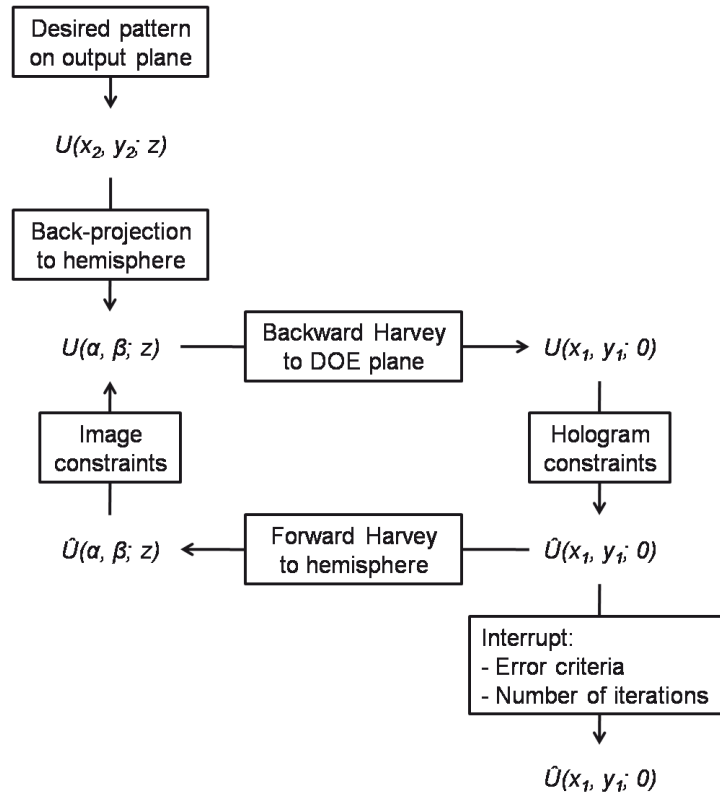 Desired pattern
on output plane
U(x₂, y₂; z)
Back-projection
to hemisphere
U(α, β; z)
Backward Harvey
to DOE plane
U(x₁, y₁; 0)
Image
constraints
Hologram
constraints
Û(α, β; z)
Forward Harvey
to hemisphere
Û(x₁, y₁; 0)
Interrupt:
- Error criteria
- Number of iterations
Û(x₁, y₁; 0)